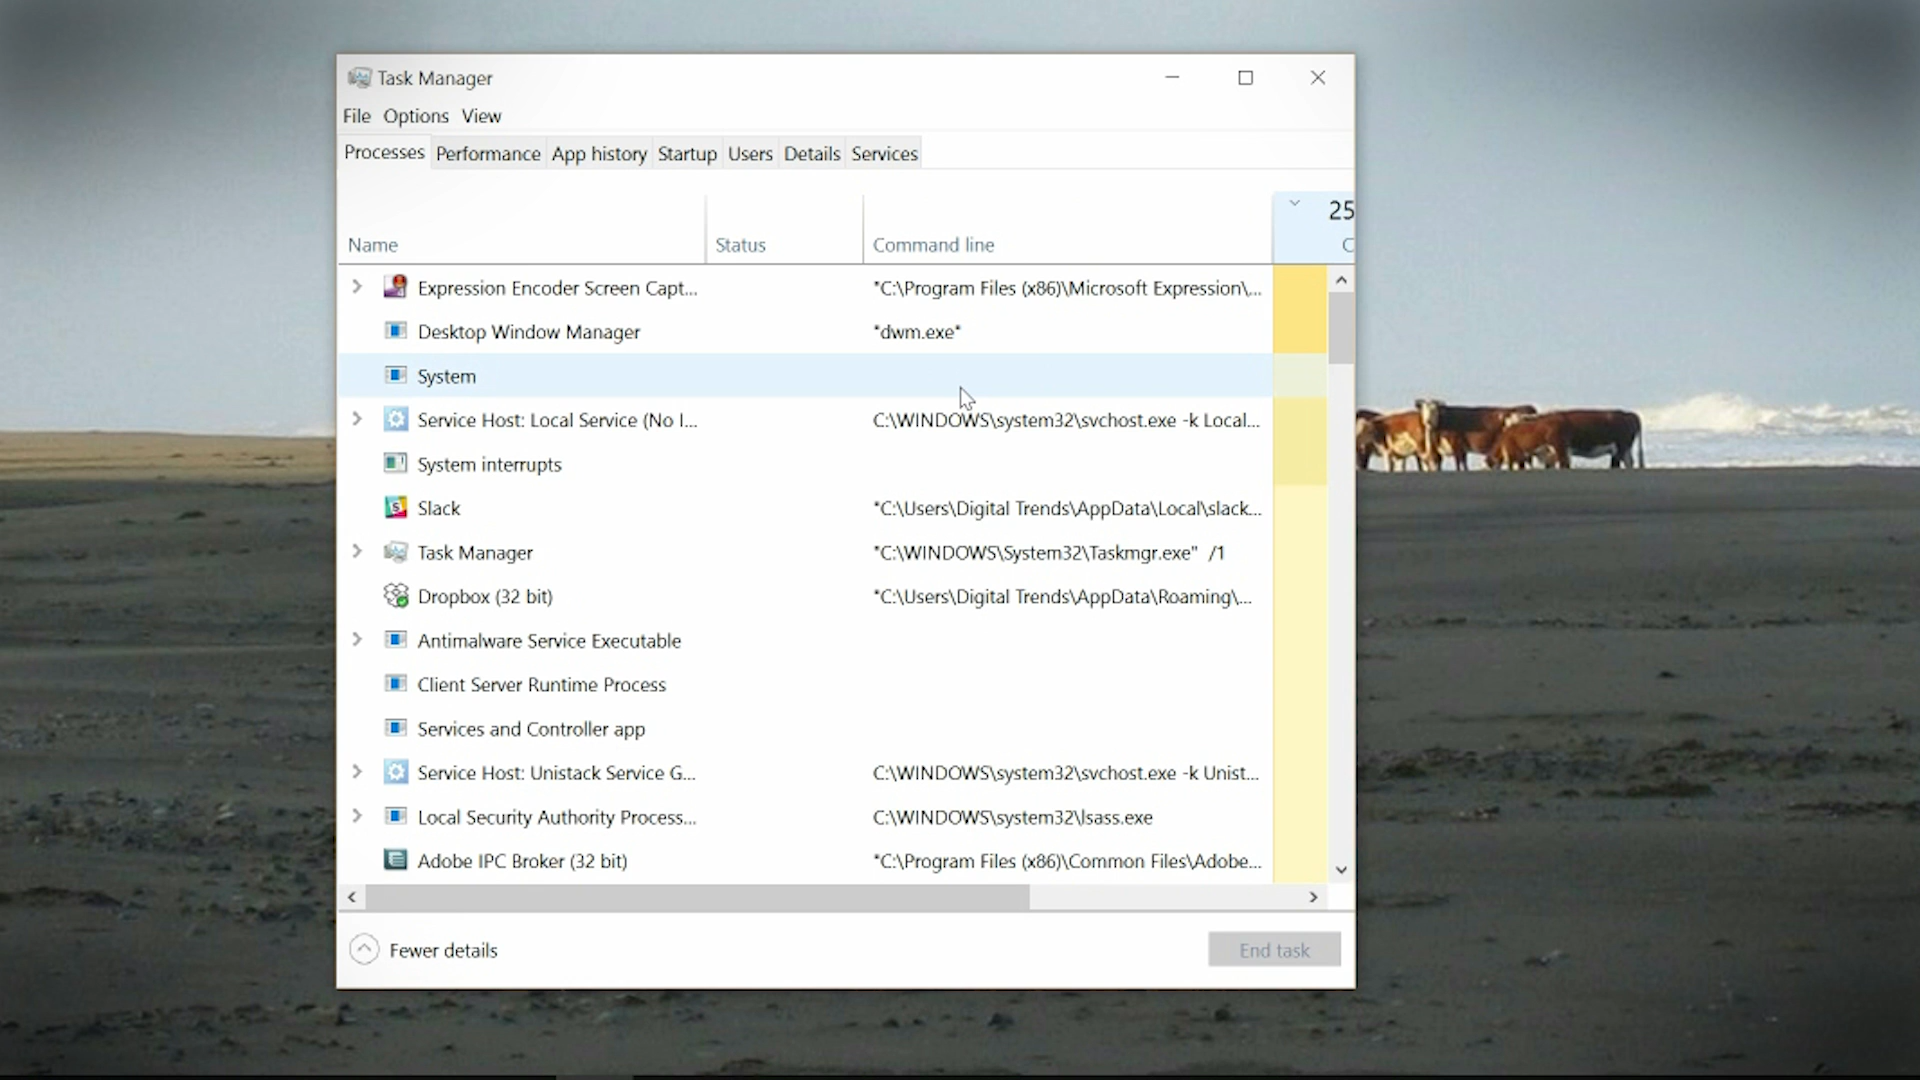 Task Manager
File Options View
Processes Performance App history Startup Users Details Services
25
Name Status Command line C
Expression Encoder Screen Capt... "C:\Program Files (x86)\Microsoft Expression\...
Desktop Window Manager "dwm.exe"
System
Service Host: Local Service (No I... C:\WINDOWS\system32\svchost.exe -k Local...
System interrupts
Slack "C:\Users\Digital Trends\AppData\Local\slack...
Task Manager "C:\WINDOWS\System32\Taskmgr.exe" /1
Dropbox (32 bit) "C:\Users\Digital Trends\AppData\Roaming\...
Antimalware Service Executable
Client Server Runtime Process
Services and Controller app
Service Host: Unistack Service G... C:\WINDOWS\system32\svchost.exe -k Unist...
Local Security Authority Process... C:\WINDOWS\system32\lsass.exe
Adobe IPC Broker (32 bit) "C:\Program Files (x86)\Common Files\Adobe...
Fewer details End task